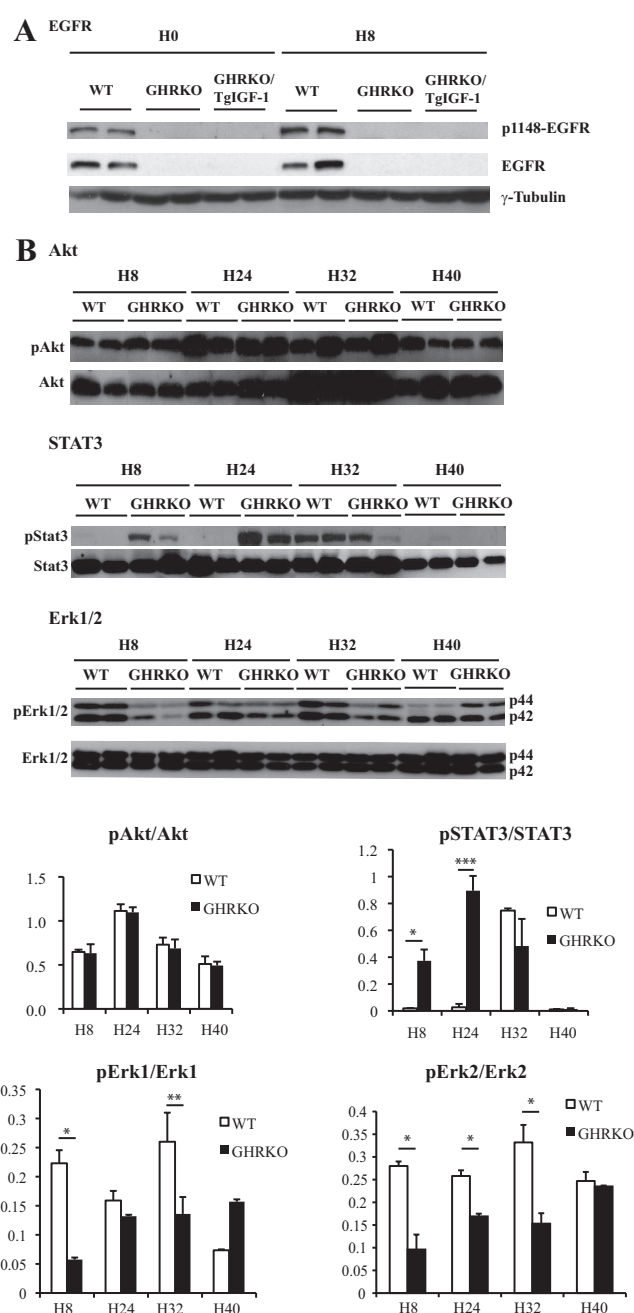 A EGFR
H0 H8
WT GHRKO GHRKO/ TgIGF-1 WT GHRKO GHRKO/ TgIGF-1
p1148-EGFR
EGFR
γ-Tubulin
B Akt
H8 H24 H32 H40
WT GHRKO WT GHRKO WT GHRKO WT GHRKO
pAkt
Akt
STAT3
H8 H24 H32 H40
WT GHRKO WT GHRKO WT GHRKO WT GHRKO
pStat3
Stat3
Erk1/2
H8 H24 H32 H40
WT GHRKO WT GHRKO WT GHRKO WT GHRKO
pErk1/2 p44
p42
Erk1/2 p44
p42
pAkt/Akt
1.5
1.0
0.5
0.0
WT
GHRKO
H8 H24 H32 H40
pSTAT3/STAT3
1.2
1
0.8
0.6
0.4
0.2
0
*
***
WT
GHRKO
H8 H24 H32 H40
pErk1/Erk1
0.35
0.3
0.25
0.2
0.15
0.1
0.05
0
*
**
WT
GHRKO
H8 H24 H32 H40
pErk2/Erk2
0.4
0.35
0.3
0.25
0.2
0.15
0.1
0.05
0
*
*
*
WT
GHRKO
H8 H24 H32 H40